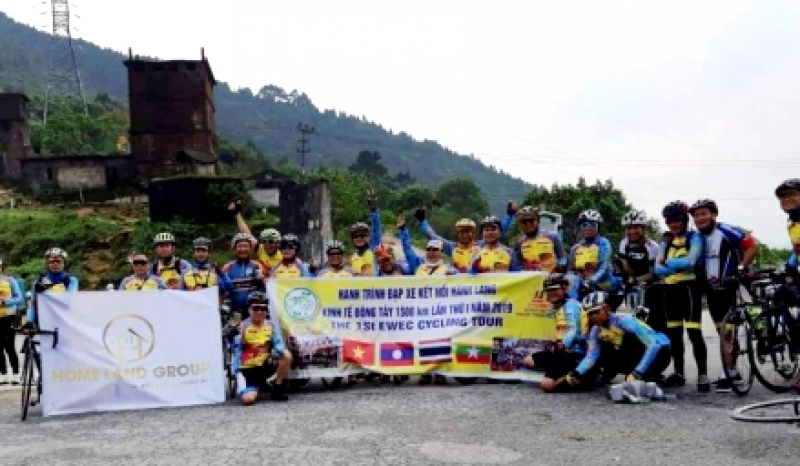 HOME LAND GROUP
HÀNH TRÌNH ĐẠP XE KẾT NỐI HÀNH LANG
KINH TẾ ĐÔNG TÂY 1500 km LẦN THỨ I NĂM 2019
THE 1St EWEC CYCLING TOUR